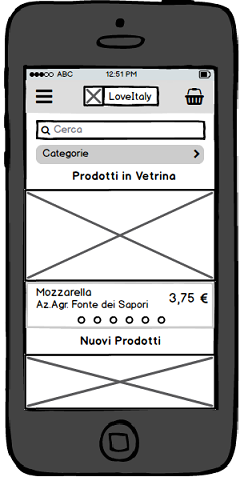 ABC 12:51 PM
LoveItaly
Cerca
Categorie
Prodotti in Vetrina
Mozzarella
3,75 €
Az.Agr. Fonte dei Sapori
Nuovi Prodotti